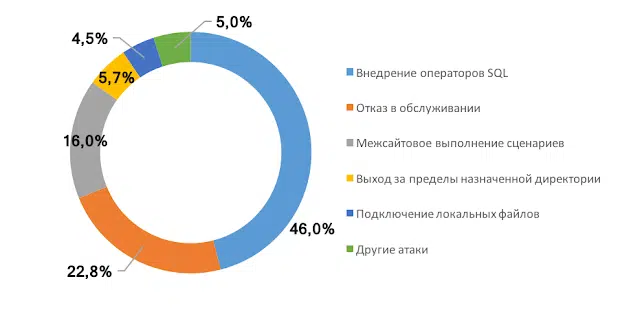 5,0%
4,5%
5,7%
16,0%
22,8%
46,0%
Внедрение операторов SQL
Отказ в обслуживании
Межсайтовое выполнение сценариев
Выход за пределы назначенной директории
Подключение локальных файлов
Другие атаки